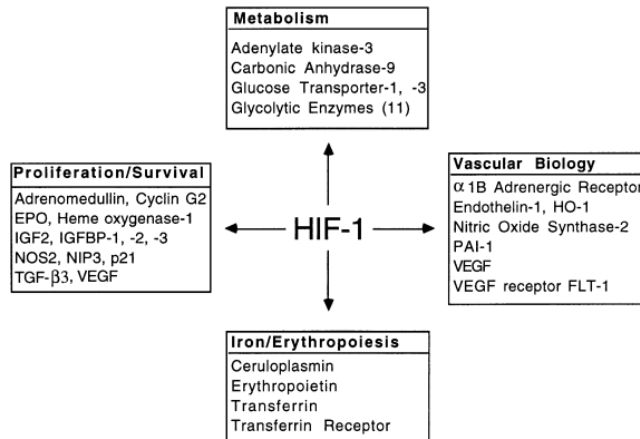 Metabolism
Adenylate kinase-3
Carbonic Anhydrase-9
Glucose Transporter-1, -3
Glycolytic Enzymes (11)
Proliferation/Survival
Adrenomedullin, Cyclin G2
EPO, Heme oxygenase-1
IGF2, IGFBP-1, -2, -3
NOS2, NIP3, p21
TGF-β3, VEGF
HIF-1
Vascular Biology
α1B Adrenergic Receptor
Endothelin-1, HO-1
Nitric Oxide Synthase-2
PAI-1
VEGF
VEGF receptor FLT-1
Iron/Erythropoiesis
Ceruloplasmin
Erythropoietin
Transferrin
Transferrin Receptor